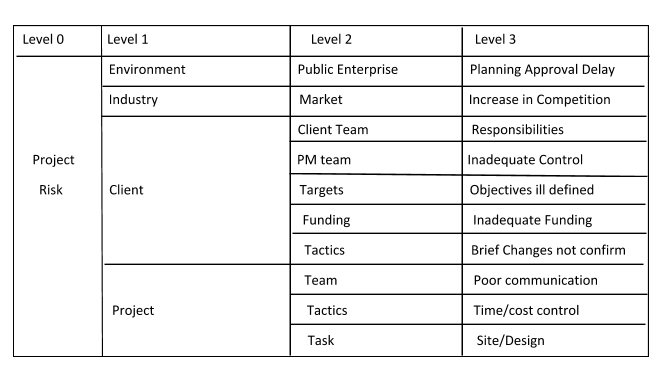 Level 0 Level 1 Level 2 Level 3
Environment Public Enterprise Planning Approval Delay
Industry Market Increase in Competition
Client Team Responsibilities
Project PM team Inadequate Control
Risk Client Targets Objectives ill defined
Funding Inadequate Funding
Tactics Brief Changes not confirm
Team Poor communication
Project Tactics Time/cost control
Task Site/Design